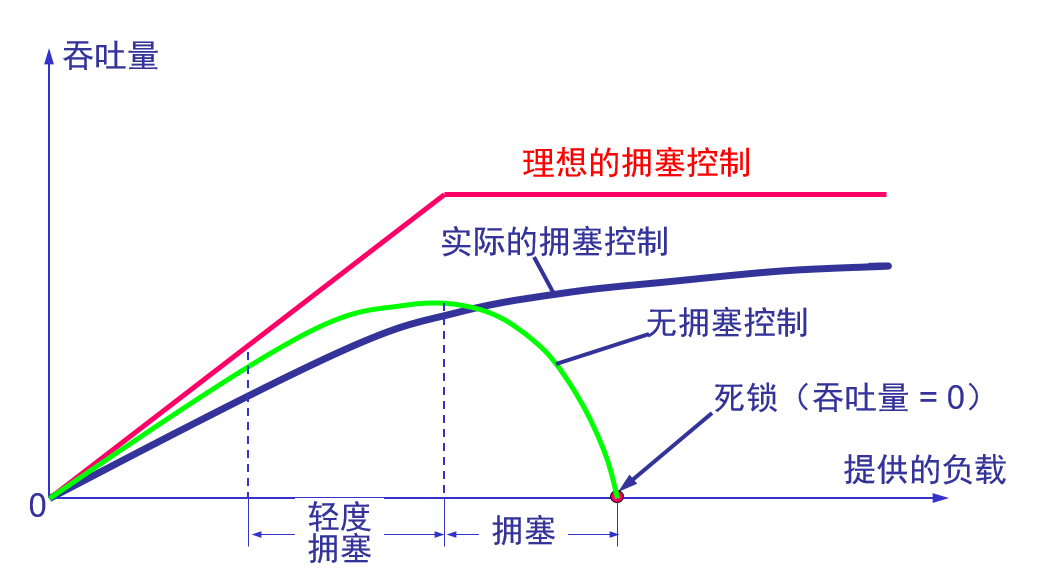 吞吐量
理想的拥塞控制
实际的拥塞控制
无拥塞控制
死锁（吞吐量 = 0）
提供的负载
0
轻度
拥塞
拥塞